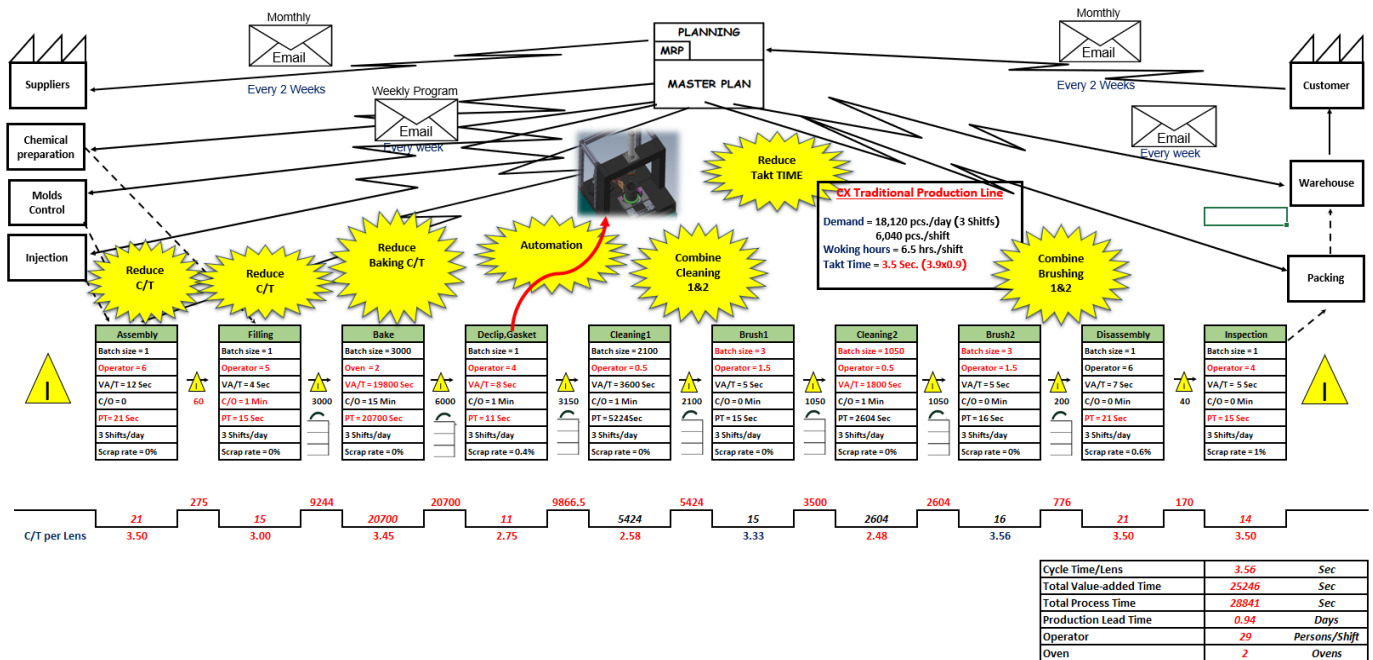 Momthly
Email
Every 2 Weeks
PLANNING
MRP
MASTER PLAN
Momthly
Email
Every 2 Weeks
Suppliers
Customer
Weekly Program
Email
Every week
Email
Every week
Chemical
preparation
Molds
Control
Injection
Warehouse
Packing
Reduce
C/T
Reduce
C/T
Reduce
Baking C/T
Automation
Combine
Cleaning
1&2
Reduce
Takt TIME
CX Traditional Production Line
Demand = 18,120 pcs./day (3 Shitfs)
6,040 pcs./shift
Woking hours = 6.5 hrs./shift
Takt Time = 3.5 Sec. (3.9x0.9)
Combine
Brushing
1&2
Assembly
Batch size = 1
Operator = 6
VA/T = 12 Sec
C/O = 0
PT = 21 Sec
3 Shifts/day
Scrap rate = 0%
Filling
Batch size = 1
Operator = 5
VA/T = 4 Sec
C/O = 1 Min
PT = 15 Sec
3 Shifts/day
Scrap rate = 0%
Bake
Batch size = 3000
Oven = 2
VA/T = 19800 Sec
C/O = 15 Min
PT = 20700 Sec
3 Shifts/day
Scrap rate = 0%
Declip,Gasket
Batch size = 1
Operator = 4
VA/T = 8 Sec
C/O = 1 Min
PT = 11 Sec
3 Shifts/day
Scrap rate = 0.4%
Cleaning1
Batch size = 2100
Operator = 0.5
VA/T = 3600 Sec
C/O = 1 Min
PT = 5224Sec
3 Shifts/day
Scrap rate = 0%
Brush1
Batch size = 3
Operator = 1.5
VA/T = 5 Sec
C/O = 0 Min
PT = 15 Sec
3 Shifts/day
Scrap rate = 0%
Cleaning2
Batch size = 1050
Operator = 0.5
VA/T = 1800 Sec
C/O = 1 Min
PT = 2604 Sec
3 Shifts/day
Scrap rate = 0%
Brush2
Batch size = 3
Operator = 1.5
VA/T = 5 Sec
C/O = 0 Min
PT = 16 Sec
3 Shifts/day
Scrap rate = 0%
Disassembly
Batch size = 1
Operator = 6
VA/T = 7 Sec
C/O = 0 Min
PT = 21 Sec
3 Shifts/day
Scrap rate = 0.6%
Inspection
Batch size = 1
Operator = 4
VA/T = 5 Sec
C/O = 0 Min
PT = 15 Sec
3 Shifts/day
Scrap rate = 1%
I
I
I
I
I
I
I
I
I
I
I
60
3000
6000
3150
2100
1050
1050
200
40
275
9244
20700
9866.5
5424
3500
2604
776
170
21
15
20700
11
5424
15
2604
16
21
14
C/T per Lens
3.50
3.00
3.45
2.75
2.58
3.33
2.48
3.56
3.50
3.50
Cycle Time/Lens 3.56 Sec
Total Value-added Time 25246 Sec
Total Process Time 28841 Sec
Production Lead Time 0.94 Days
Operator 29 Persons/Shift
Oven 2 Ovens